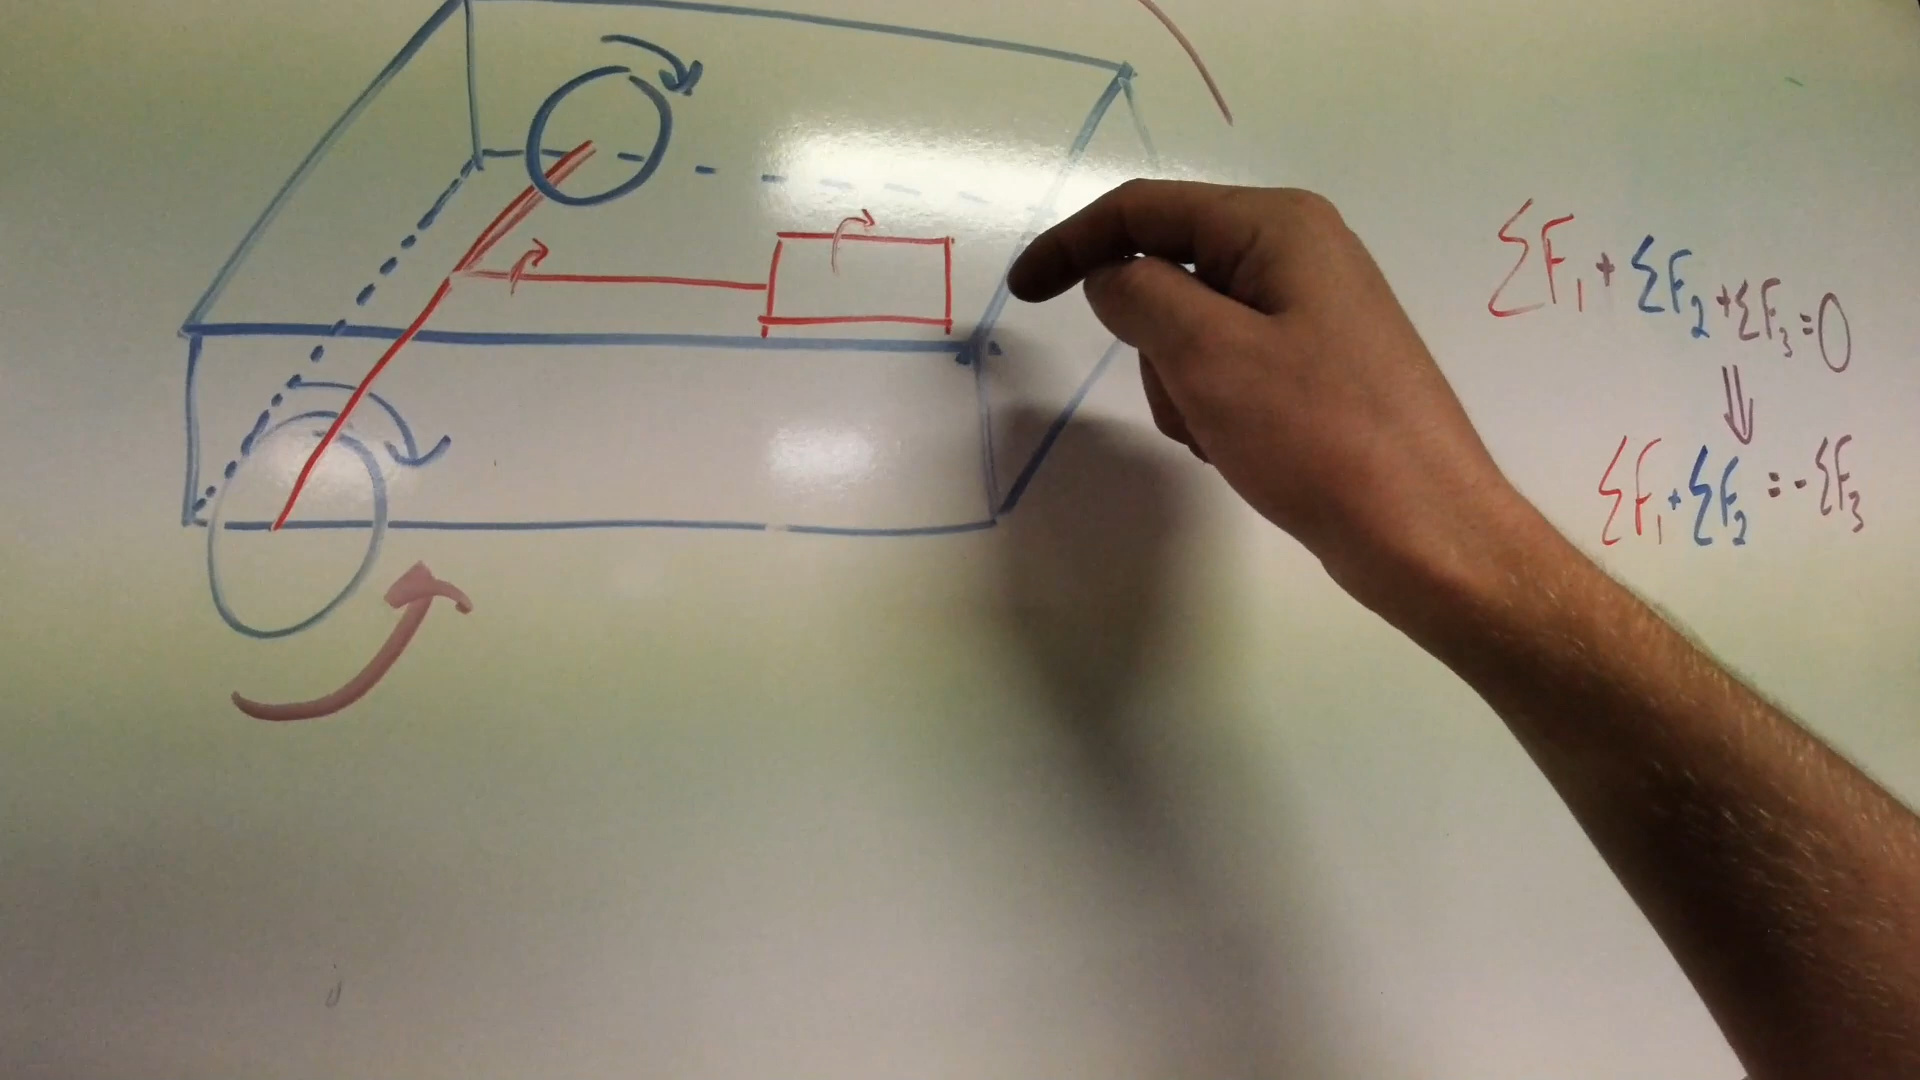 ΣF₁ + ΣF₂ + ΣF₃ = 0
⇓
ΣF₁ + ΣF₂ = - ΣF₃